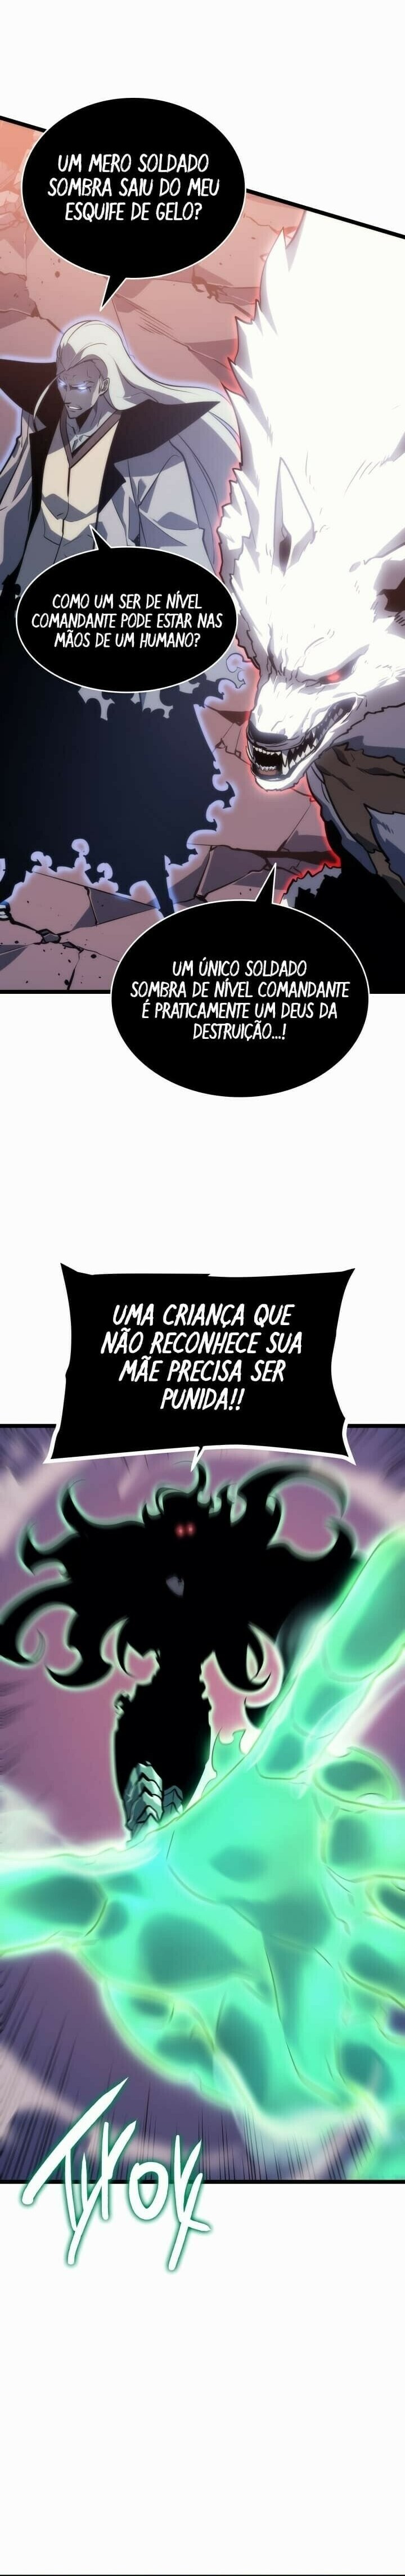 UM MERO SOLDADO
SOMBRA SAIU DO MEU
ESQUIFE DE GELO?
COMO UM SER DE NÍVEL
COMANDANTE PODE ESTAR NAS
MÃOS DE UM HUMANO?
UM ÚNICO SOLDADO
SOMBRA DE NÍVEL COMANDANTE
É PRATICAMENTE UM DEUS DA
DESTRUIÇÃO...!
UMA CRIANÇA QUE
NÃO RECONHECE SUA
MÃE PRECISA SER
PUNIDA!!